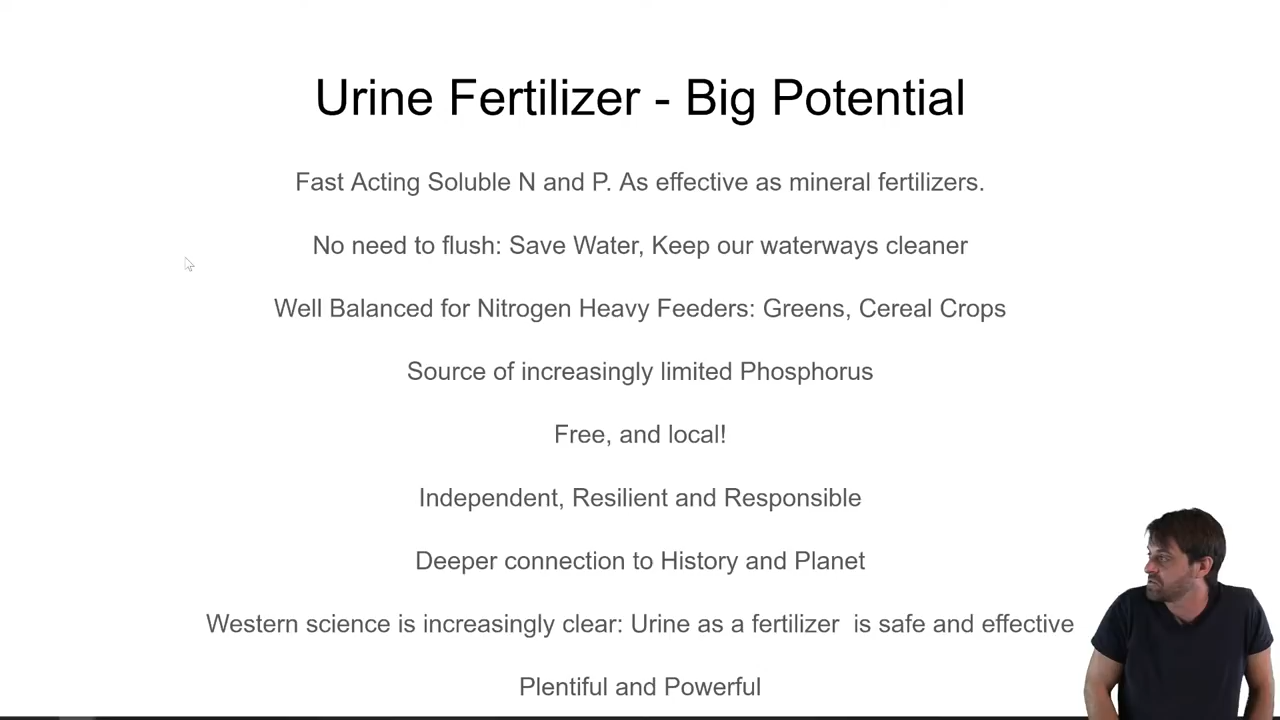 Urine Fertilizer - Big Potential
Fast Acting Soluble N and P. As effective as mineral fertilizers.
No need to flush: Save Water, Keep our waterways cleaner
Well Balanced for Nitrogen Heavy Feeders: Greens, Cereal Crops
Source of increasingly limited Phosphorus
Free, and local!
Independent, Resilient and Responsible
Deeper connection to History and Planet
Western science is increasingly clear: Urine as a fertilizer  is safe and effective
Plentiful and Powerful